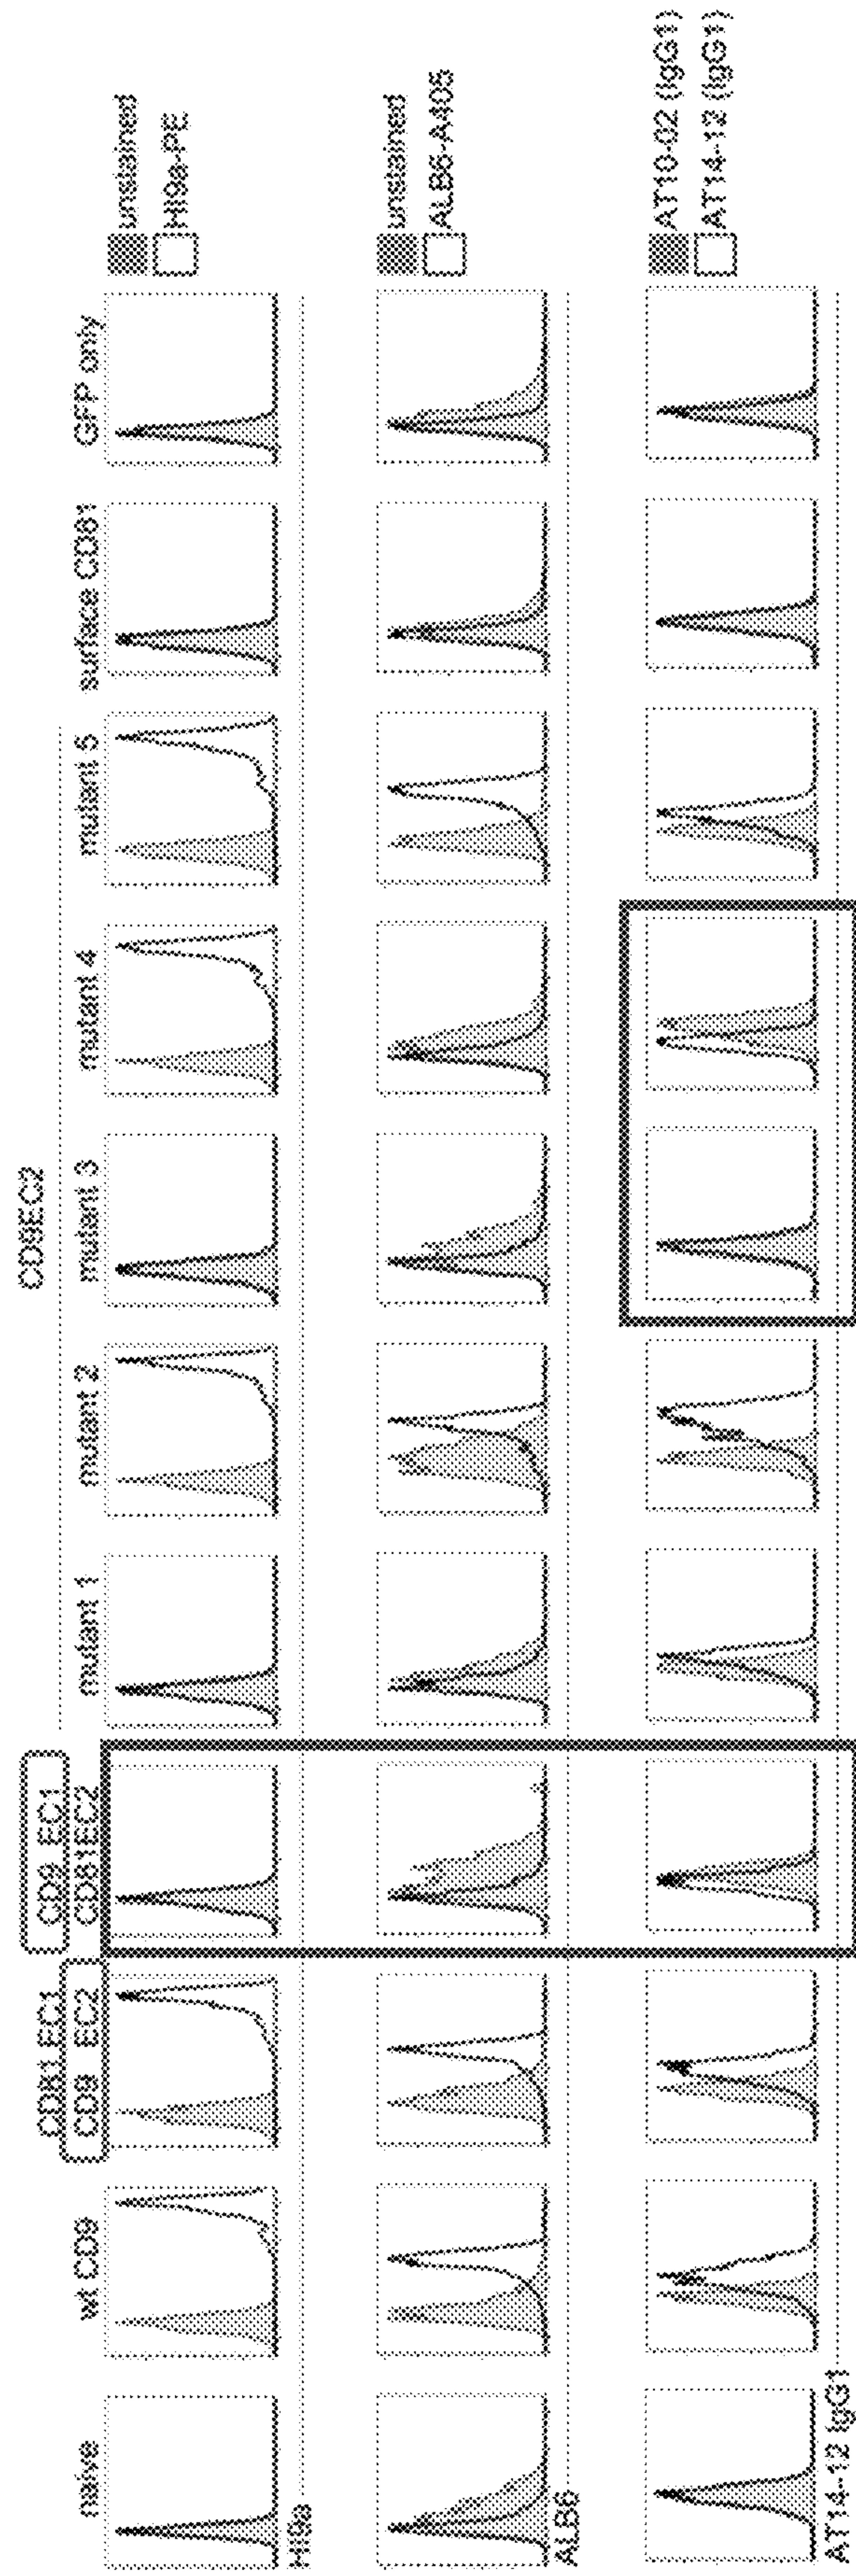 CD9EC2
naive
wt CD9
CD81 EC1
CD9 EC2
CD9 EC1
CD81EC2
mutant 1
mutant 2
mutant 3
mutant 4
mutant 5
surface CD81
GFP only
HI9a
unstained
HI9a-PE
ALB6
unstained
ALB6-A405
AT14-12 IgG1
AT10-02 (IgG1)
AT14-12 (IgG1)